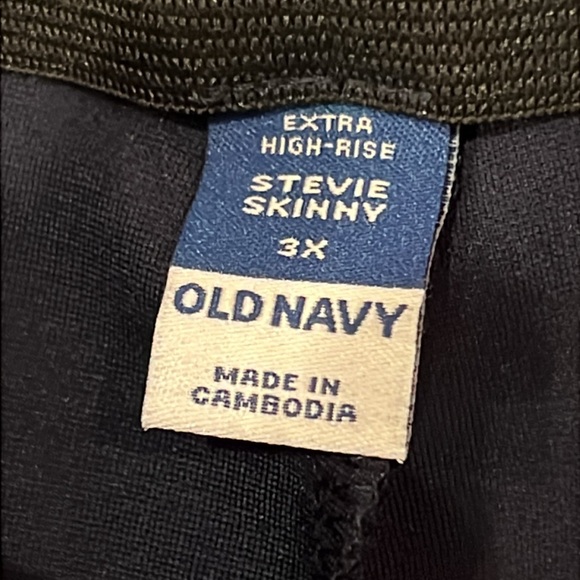 EXTRA
HIGH-RISE
STEVIE
SKINNY
3X
OLD NAVY
MADE IN
CAMBODIA